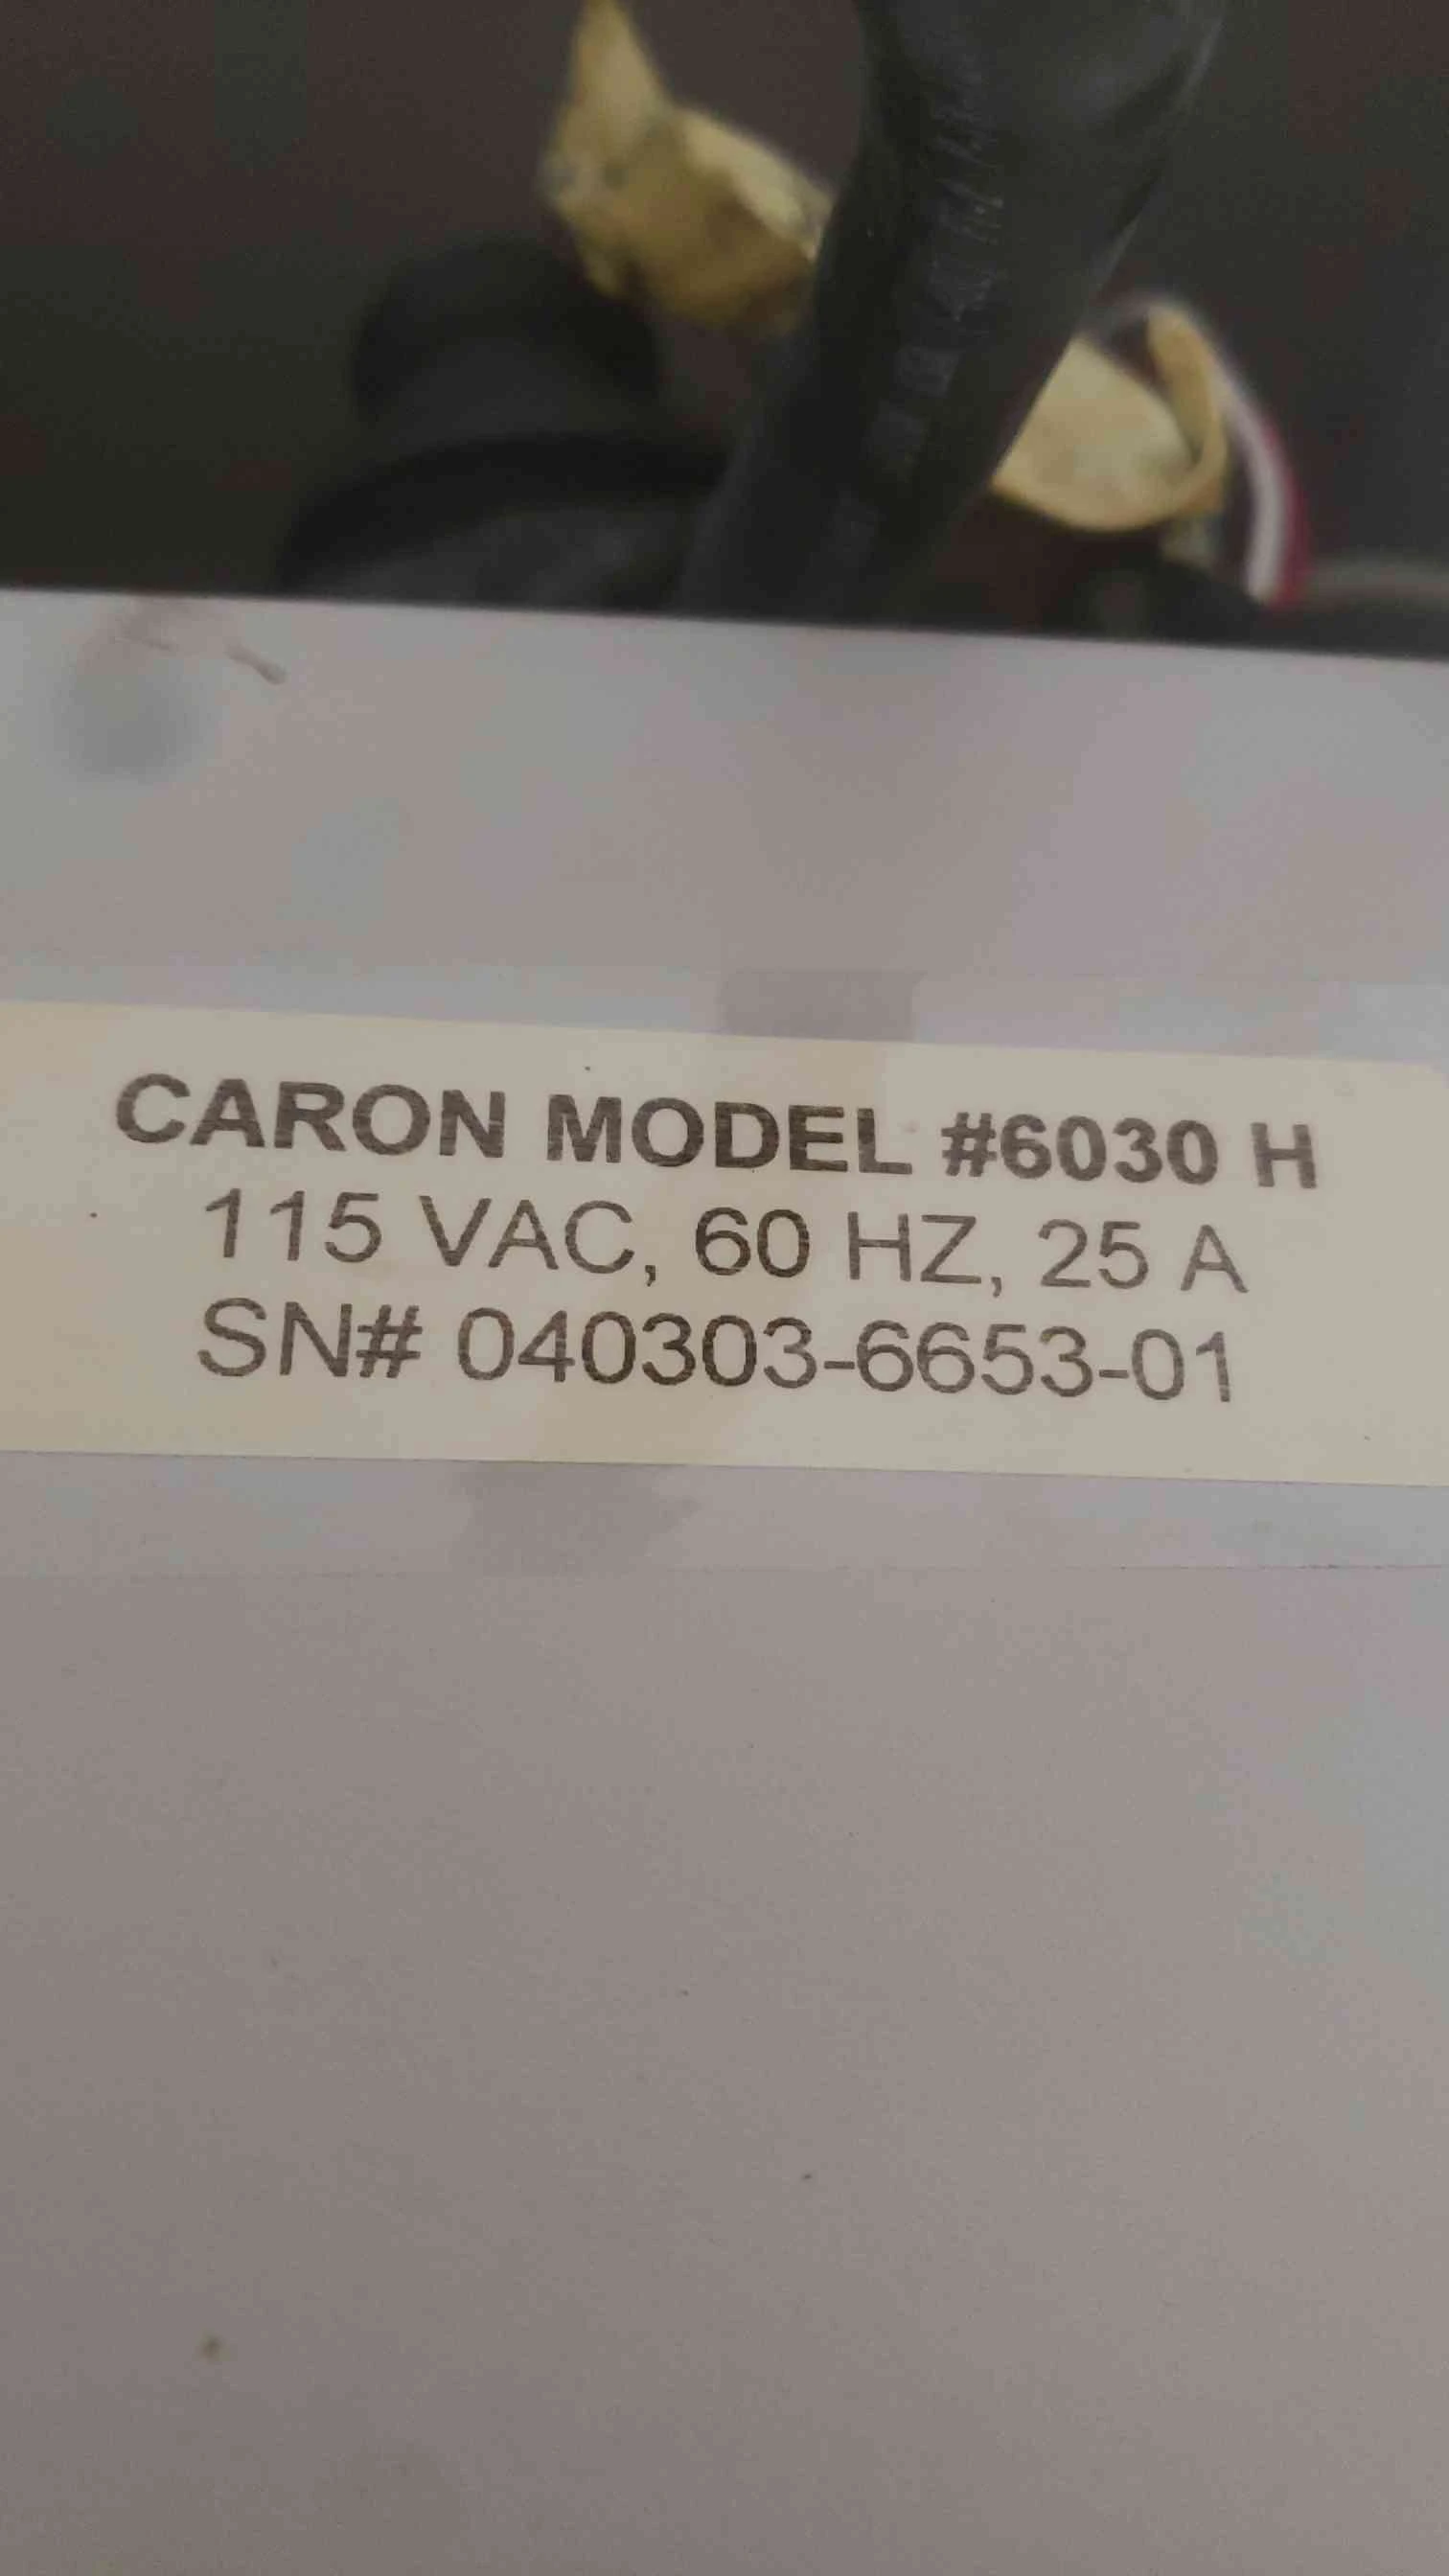 CARON MODEL #6030 H
115 VAC, 60 HZ, 25 A
SN# 040303-6653-01